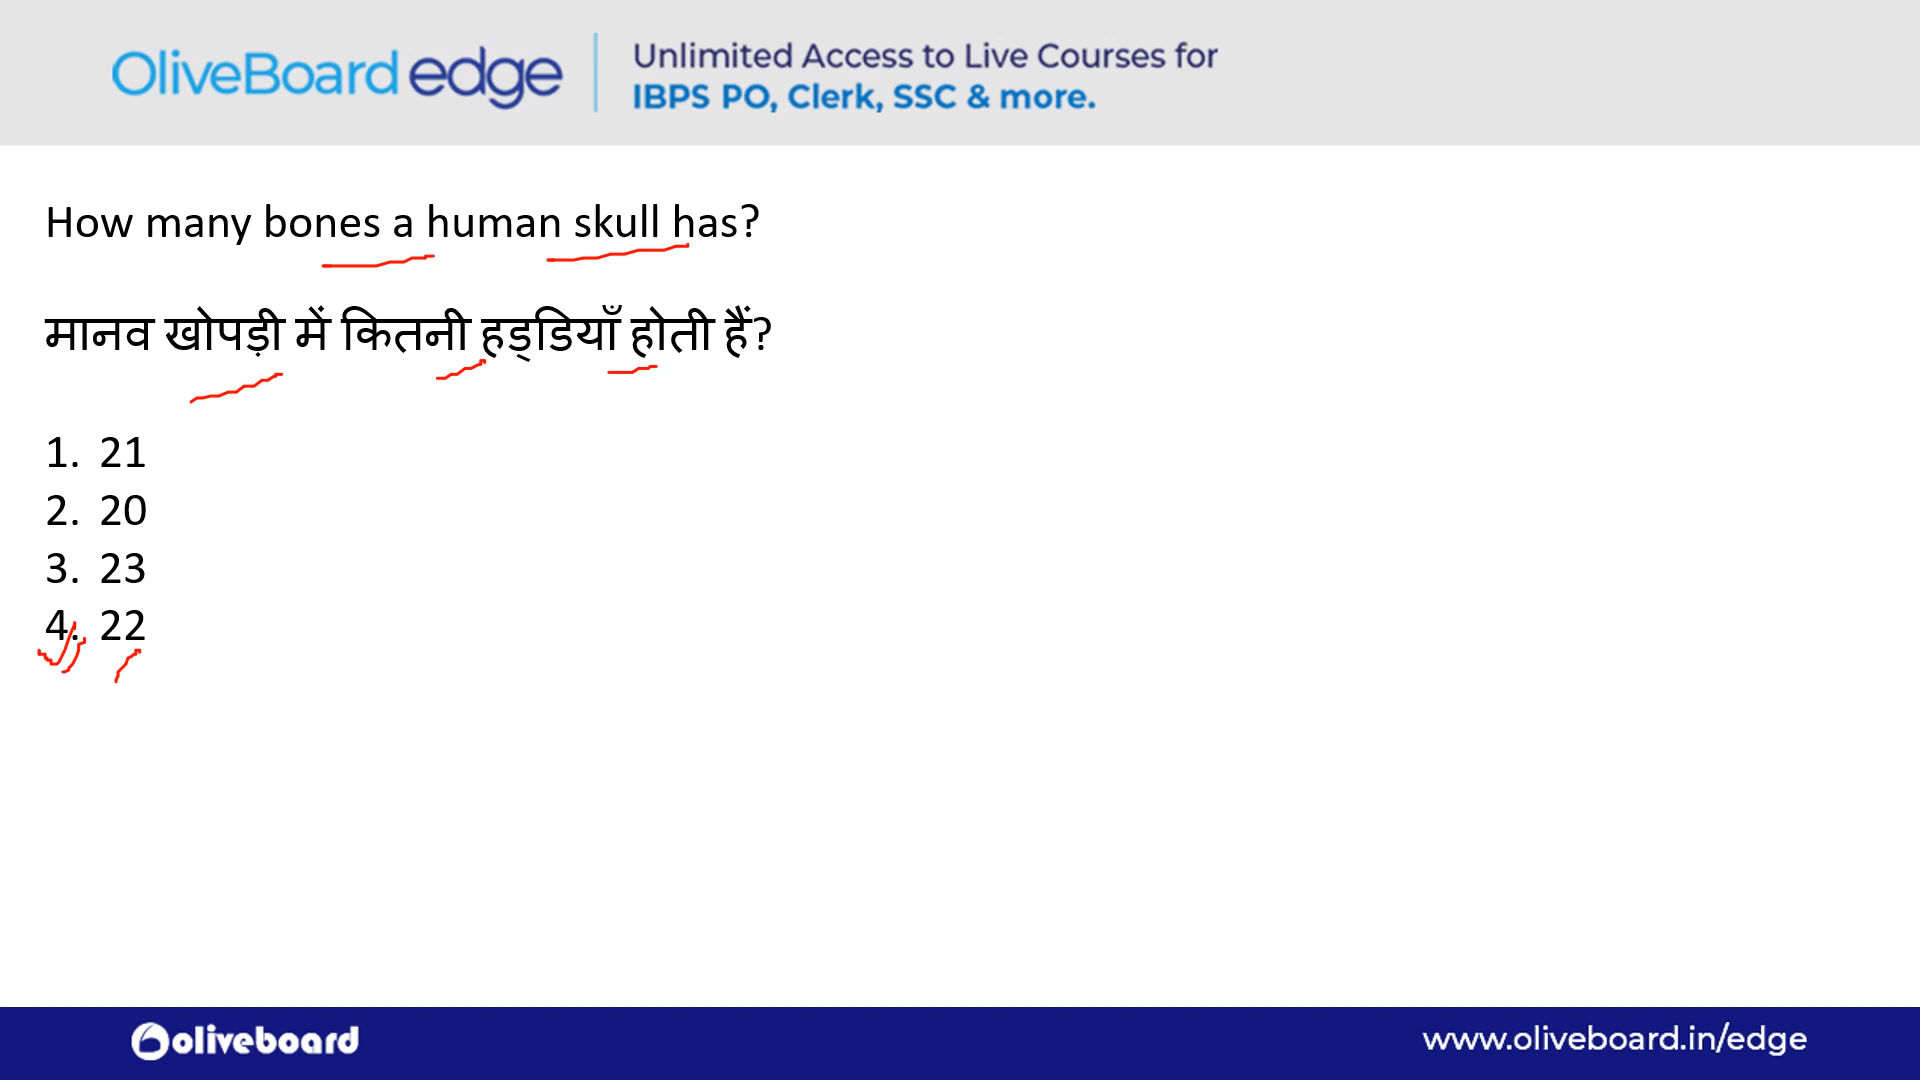 OliveBoard edge
Unlimited Access to Live Courses for
IBPS PO, Clerk, SSC & more.
How many bones a human skull has?
मानव खोपड़ी में कितनी हड्डियाँ होती हैं?
1. 21
2. 20
3. 23
4. 22
oliveboard
www.oliveboard.in/edge